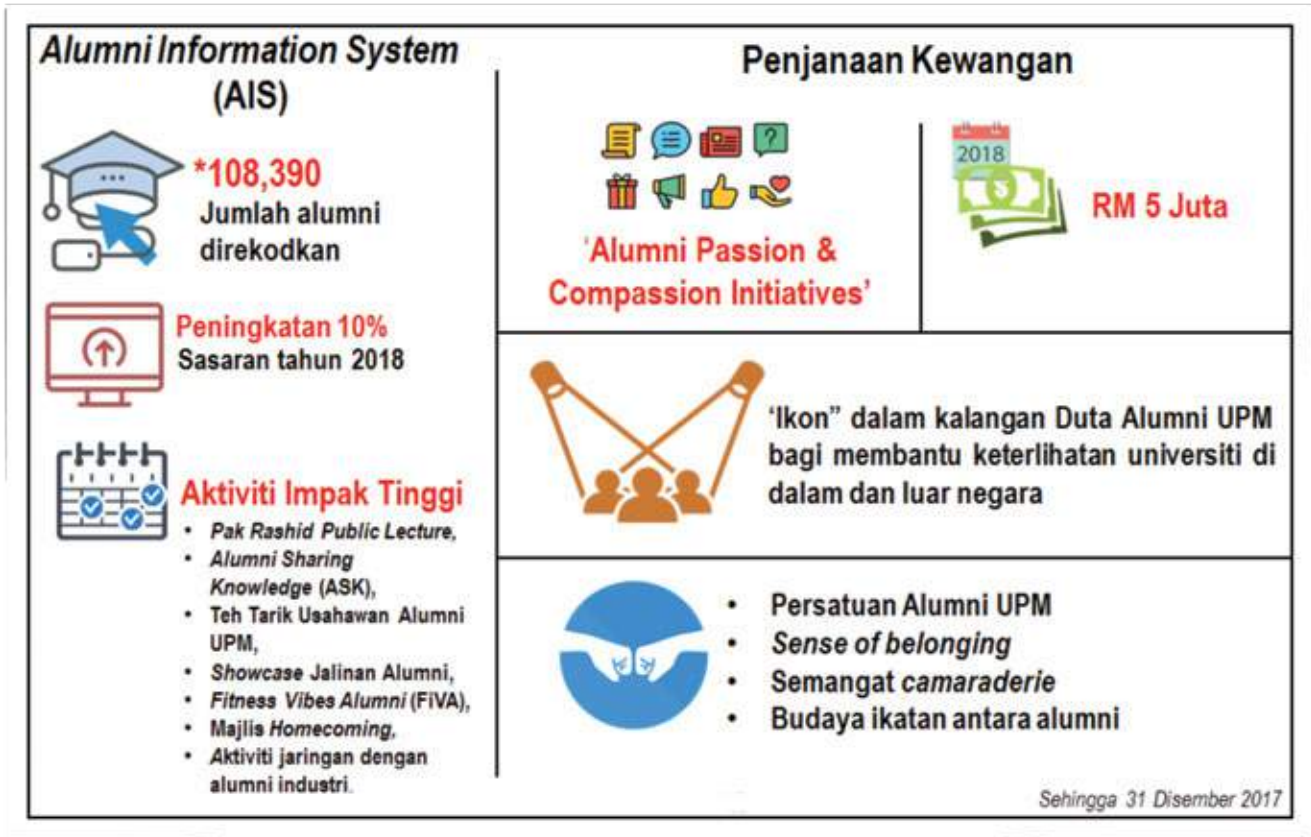 Alumni Information System
(AIS)
*108,390
Jumlah alumni
direkodkan
Peningkatan 10%
Sasaran tahun 2018
Aktiviti Impak Tinggi
• Pak Rashid Public Lecture,
• Alumni Sharing
Knowledge (ASK),
• Teh Tarik Usahawan Alumni
UPM,
• Showcase Jalinan Alumni,
• Fitness Vibes Alumni (FiVA),
• Majlis Homecoming,
• Aktiviti jaringan dengan
alumni industri.
Penjanaan Kewangan
'Alumni Passion &
Compassion Initiatives'
2018
RM 5 Juta
'Ikon" dalam kalangan Duta Alumni UPM
bagi membantu keterlihatan universiti di
dalam dan luar negara
• Persatuan Alumni UPM
• Sense of belonging
• Semangat camaraderie
• Budaya ikatan antara alumni
Sehingga 31 Disember 2017